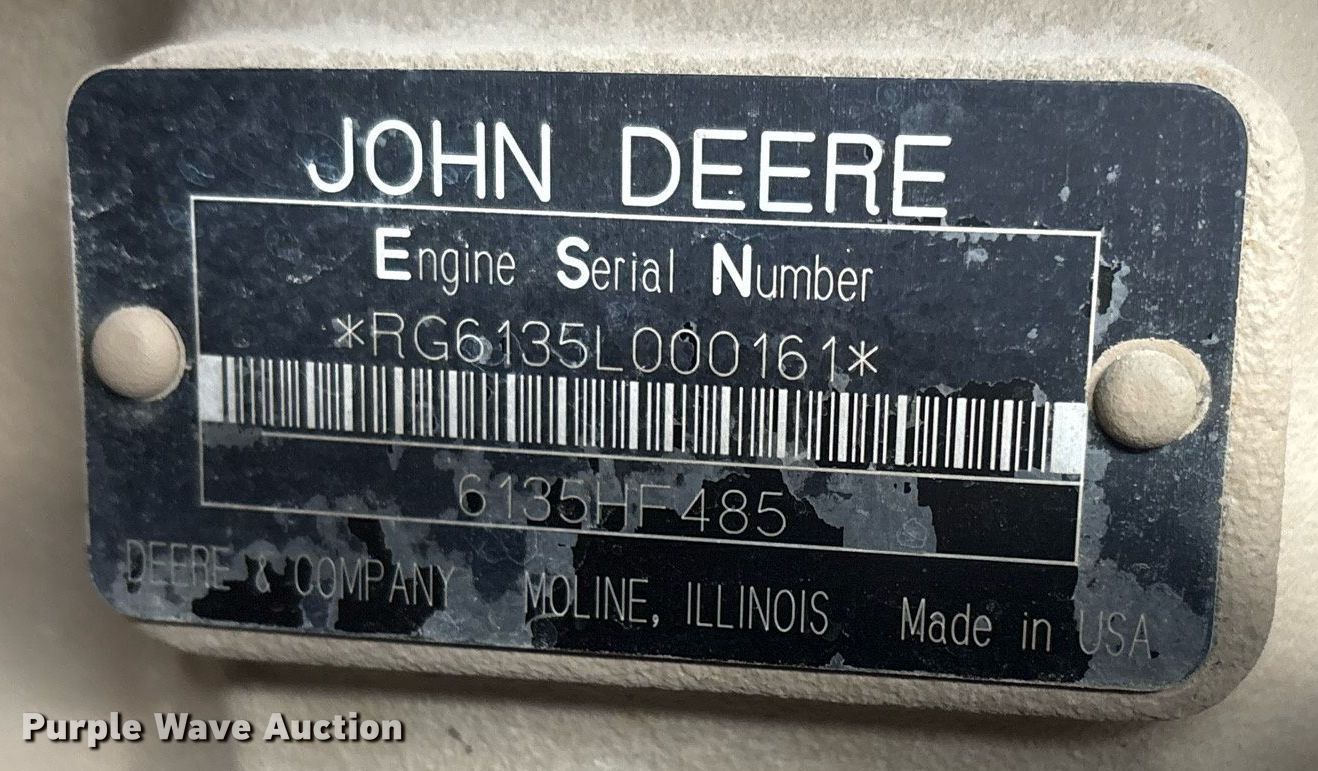 JOHN DEERE
Engine Serial Number
*RG6135L000161*
6135HF485
DEERE & COMPANY MOLINE, ILLINOIS Made in USA
Purple Wave Auction